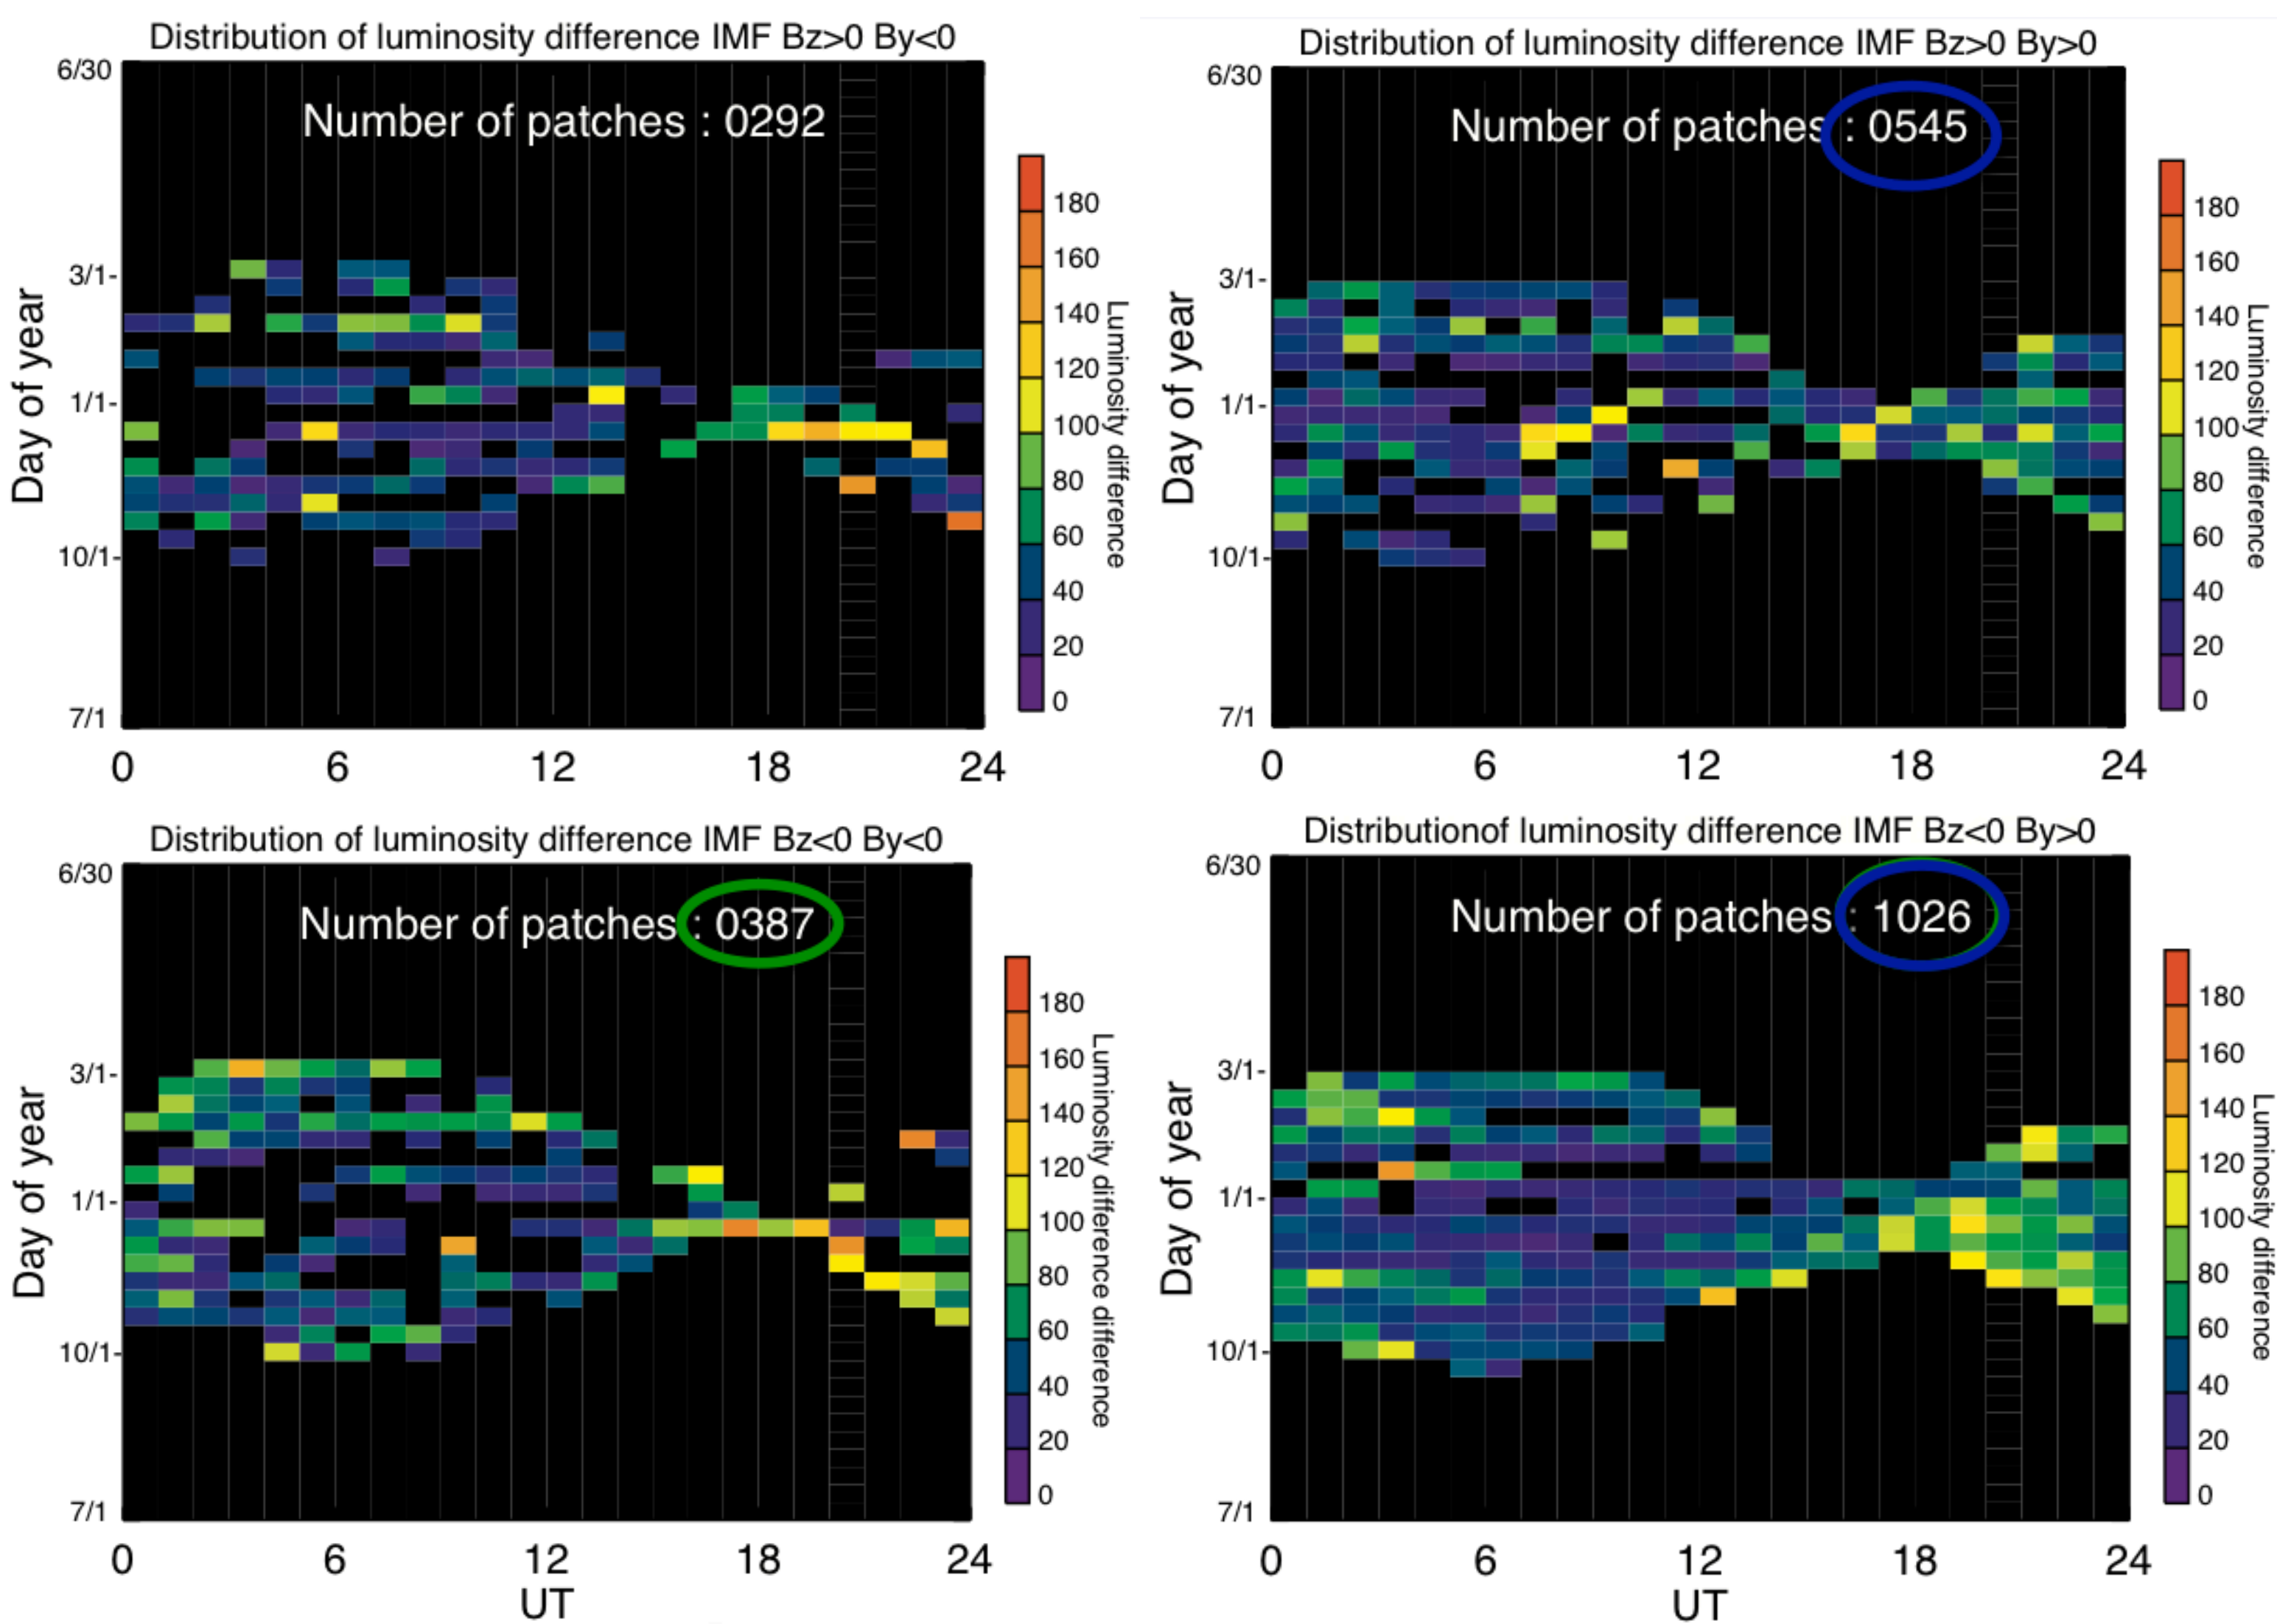 Distribution of luminosity difference IMF Bz>0 By<0
6/30
Number of patches : 0292
3/1-
1/1-
10/1-
7/1
Day of year
0 6 12 18 24
180
160
140
120
100
80
60
40
20
0
Luminosity difference
Distribution of luminosity difference IMF Bz>0 By>0
6/30
Number of patches : 0545
3/1-
1/1-
10/1-
7/1
Day of year
0 6 12 18 24
180
160
140
120
100
80
60
40
20
0
Luminosity difference
Distribution of luminosity difference IMF Bz<0 By<0
6/30
Number of patches : 0387
3/1-
1/1-
10/1-
7/1
Day of year
0 6 12 18 24
UT
180
160
140
120
100
80
60
40
20
0
Luminosity difference difference
Distributionof luminosity difference IMF Bz<0 By>0
6/30
Number of patches : 1026
3/1-
1/1-
10/1-
7/1
Day of year
0 6 12 18 24
UT
180
160
140
120
100
80
60
40
20
0
Luminosity difference